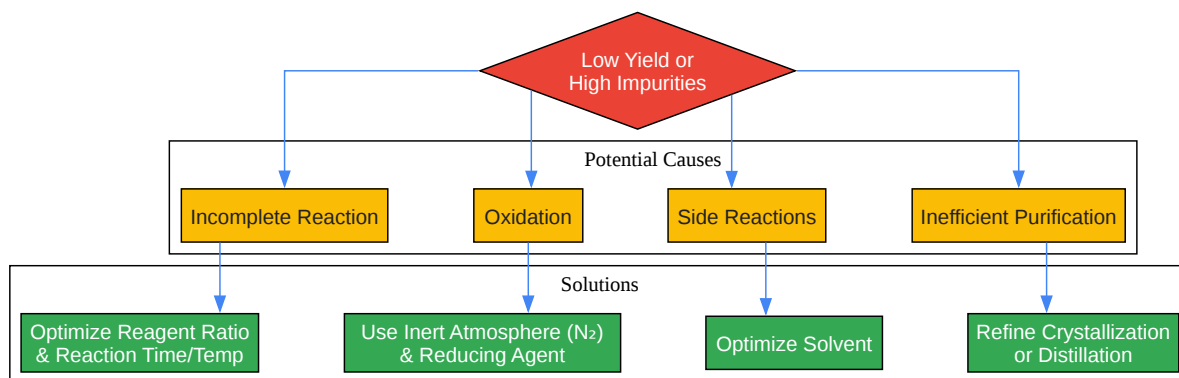 Low Yield or
High Impurities
Potential Causes
Incomplete Reaction
Oxidation
Side Reactions
Inefficient Purification
Solutions
Optimize Reagent Ratio
& Reaction Time/Temp
Use Inert Atmosphere (N₂)
& Reducing Agent
Optimize Solvent
Refine Crystallization
or Distillation